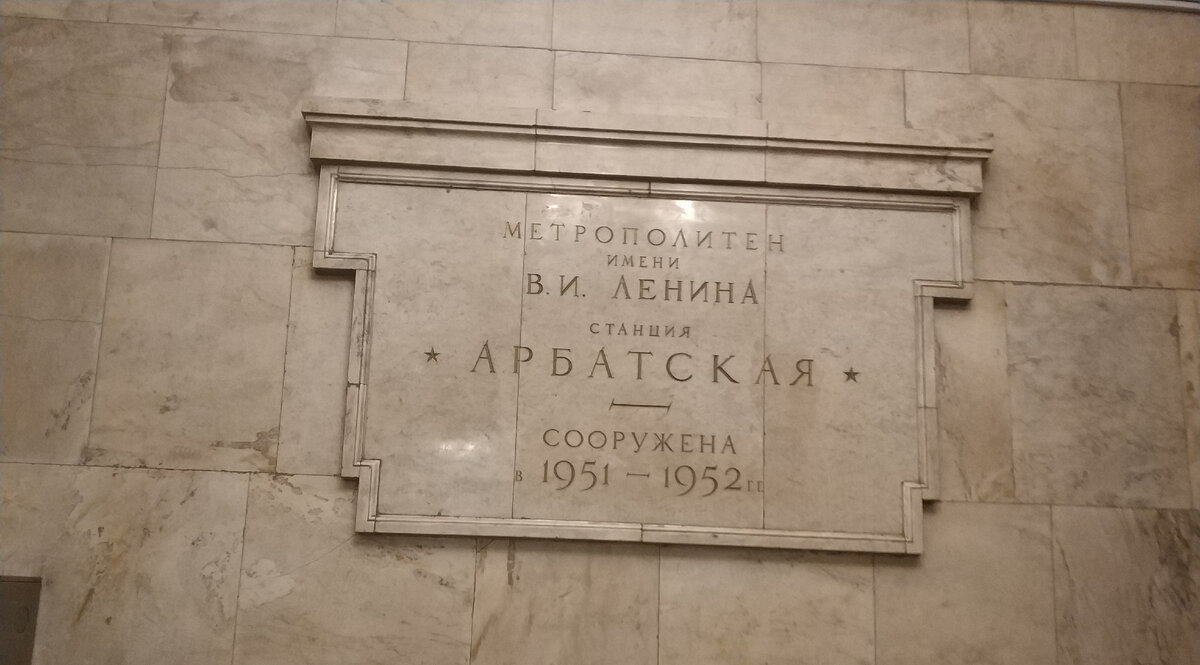 МЕТРОПОЛИТЕН
ИМЕНИ
В. И. ЛЕНИНА
СТАНЦИЯ
★ АРБАТСКАЯ ★
СООРУЖЕНА
В 1951 — 1952 ГГ